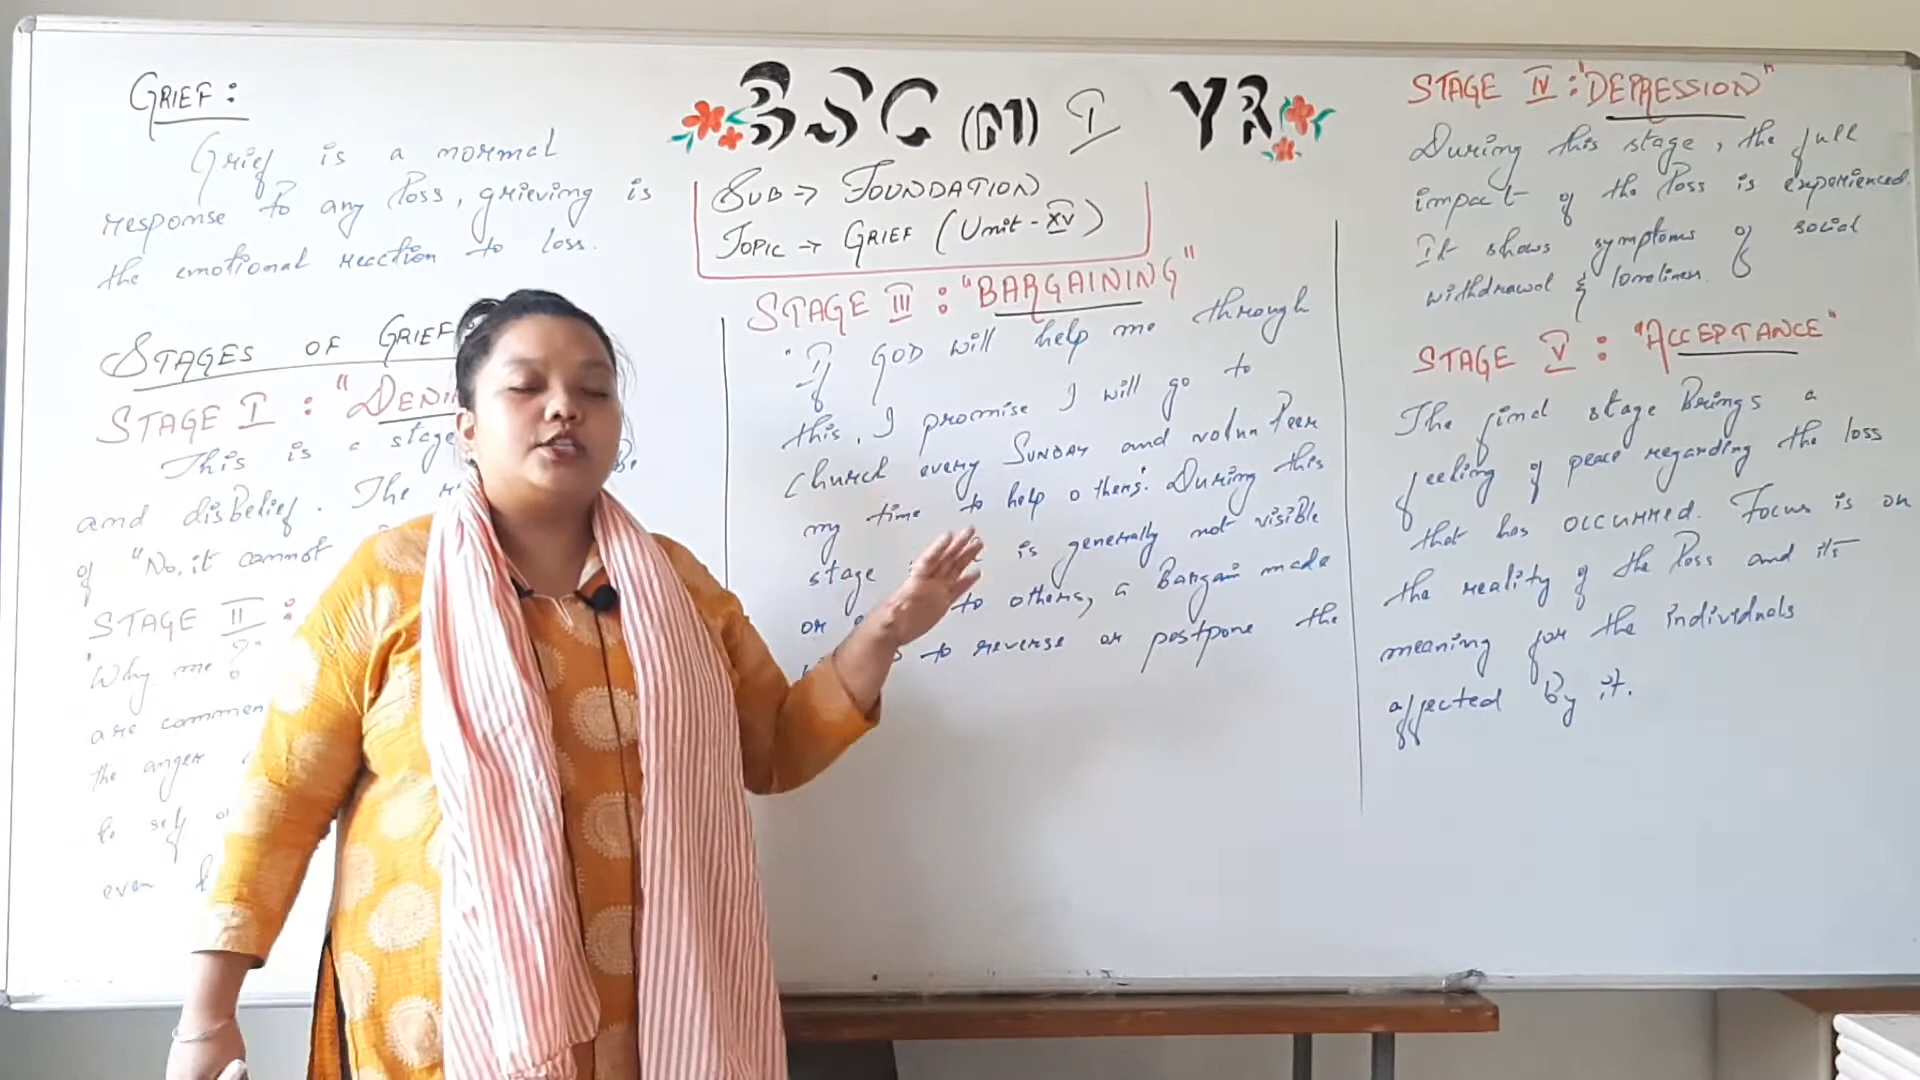 GRIEF:
Grief is a normal
response to any loss, grieving is
the emotional reaction to loss.
STAGES OF GRIEF
STAGE I : "DENI
This is a stage
and disbelief. The
of "No, it cannot
STAGE II :
"Why me?"
are commen
the anger
to self
even
BSC (N) I YR
SUB → FOUNDATION
TOPIC → GRIEF (Unit-XV)
STAGE III : "BARGAINING"
"If GOD will help me through
this, I promise I will go to
Church every SUNDAY and volunteer
my time to help others". During this
stage is generally not visible
or to others, a Bargain made
to reverse or postpone the
STAGE IV : "DEPRESSION"
During this stage, the full
impact of the loss is experienced.
It shows symptoms of social
withdrawal & loneliness.
STAGE V : "ACCEPTANCE"
The final stage Brings a
feeling of peace regarding the loss
that has occurred. Focus is on
the reality of the loss and its
meaning for the individuals
affected By it.